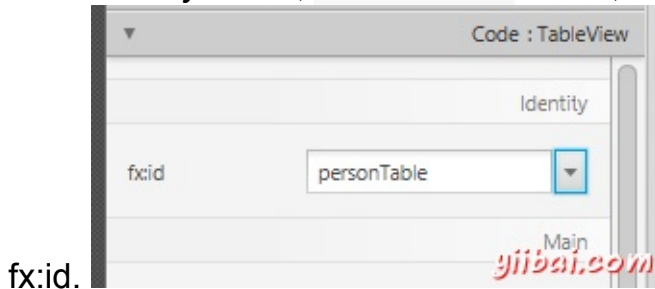 Code : TableView
Identity
fx:id personTable
Main
yiibai.com
fx:id.